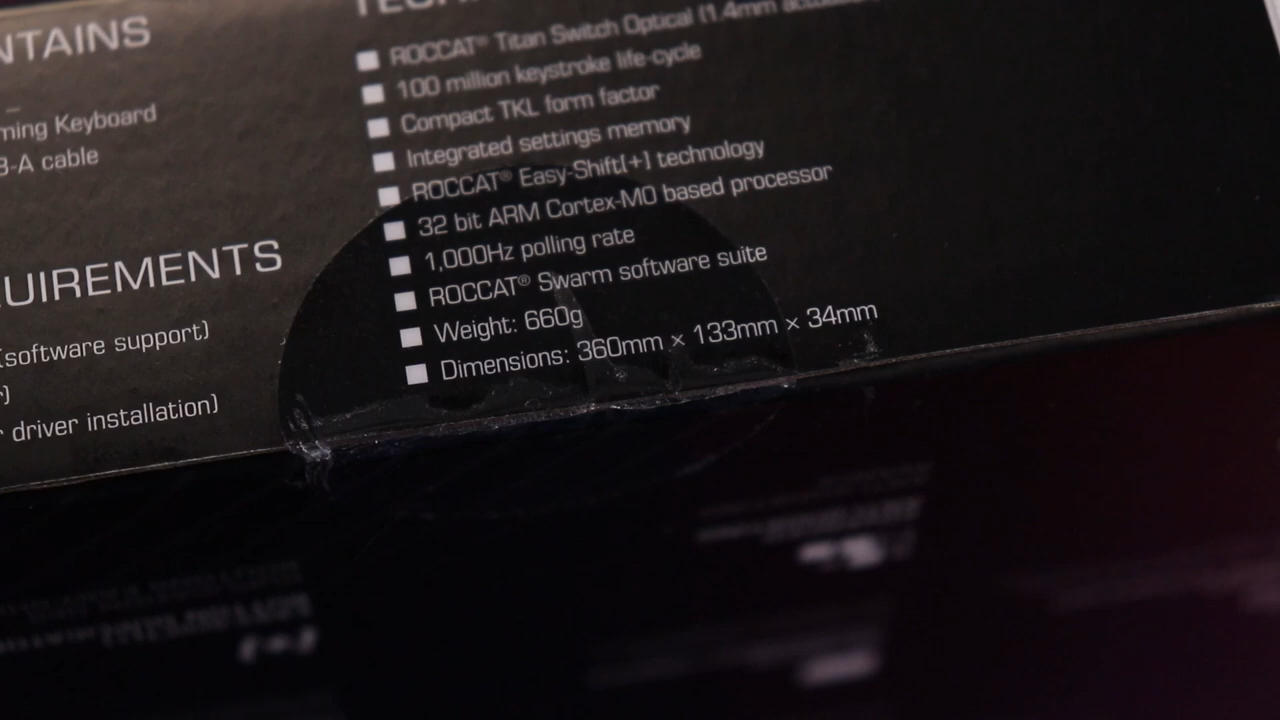 NTAINS
ming Keyboard
B-A cable
UIREMENTS
(software support)
r)
r driver installation)
ROCCAT® Titan Switch Optical (1.4mm
100 million keystroke life-cycle
Compact TKL form factor
Integrated settings memory
ROCCAT® Easy-Shift[+] technology
32 bit ARM Cortex-M0 based processor
1,000Hz polling rate
ROCCAT® Swarm software suite
Weight: 660g
Dimensions: 360mm × 133mm × 34mm